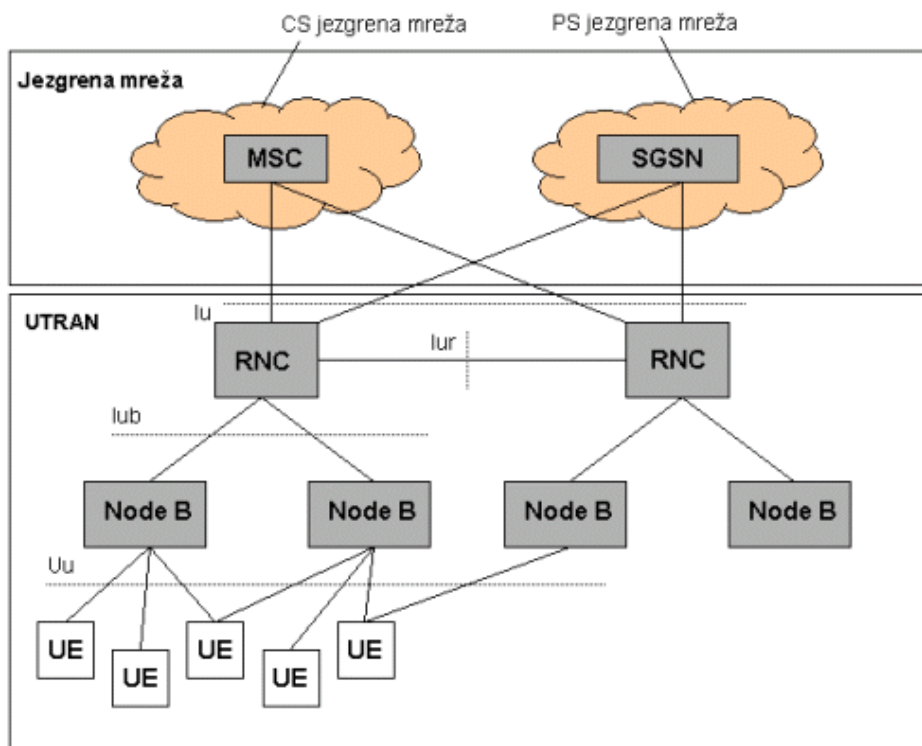 CS jezgrena mreža
PS jezgrena mreža
Jezgrena mreža
MSC
SGSN
UTRAN
Iu
RNC
Iur
RNC
Iub
Node B
Node B
Node B
Node B
Uu
UE
UE
UE
UE
UE